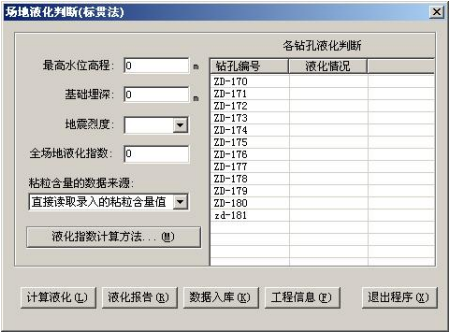 场地液化判断(标贯法)
各钻孔液化判断
最高水位高程: 0 m
基础埋深: 0 m
地震烈度:
全场地液化指数: 0
粘粒含量的数据来源:
直接读取录入的粘粒含量值
液化指数计算方法... (M)
钻孔编号 液化情况
ZD-170
ZD-171
ZD-172
ZD-173
ZD-174
ZD-175
ZD-176
ZD-177
ZD-178
ZD-179
ZD-180
zd-181
计算液化(L) 液化报告(R) 数据入库(K) 工程信息(P) 退出程序(X)